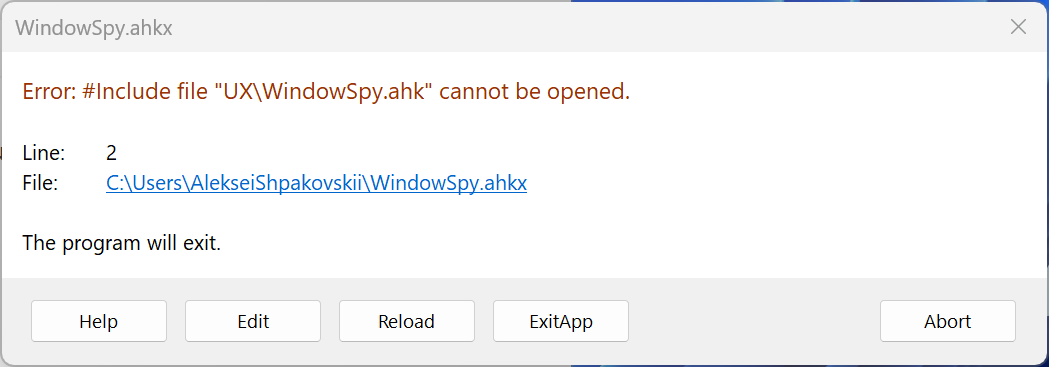 WindowSpy.ahkx
Error: #Include file "UX\WindowSpy.ahk" cannot be opened.
Line: 2
File: C:\Users\AlekseiShpakovskii\WindowSpy.ahkx
The program will exit.
Help Edit Reload ExitApp Abort